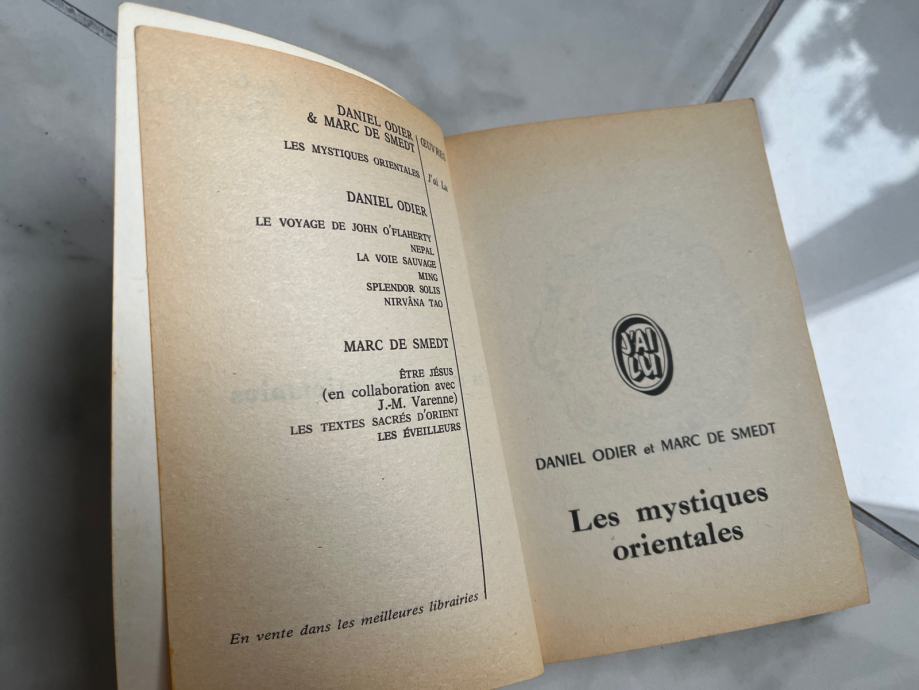 DANIEL ODIER
& MARC DE SMEDT
LES MYSTIQUES ORIENTALES
ŒUVRES
J'ai Lu
DANIEL ODIER
LE VOYAGE DE JOHN O'FLAHERTY
NEPAL
LA VOIE SAUVAGE
MING
SPLENDOR SOLIS
NIRVÂNA TAO
MARC DE SMEDT
ÊTRE JÉSUS
(en collaboration avec
J.-M. Varenne)
LES TEXTES SACRÉS D'ORIENT
LES ÉVEILLEURS
En vente dans les meilleures librairies
J'AI
LU
DANIEL ODIER et MARC DE SMEDT
Les mystiques
orientales